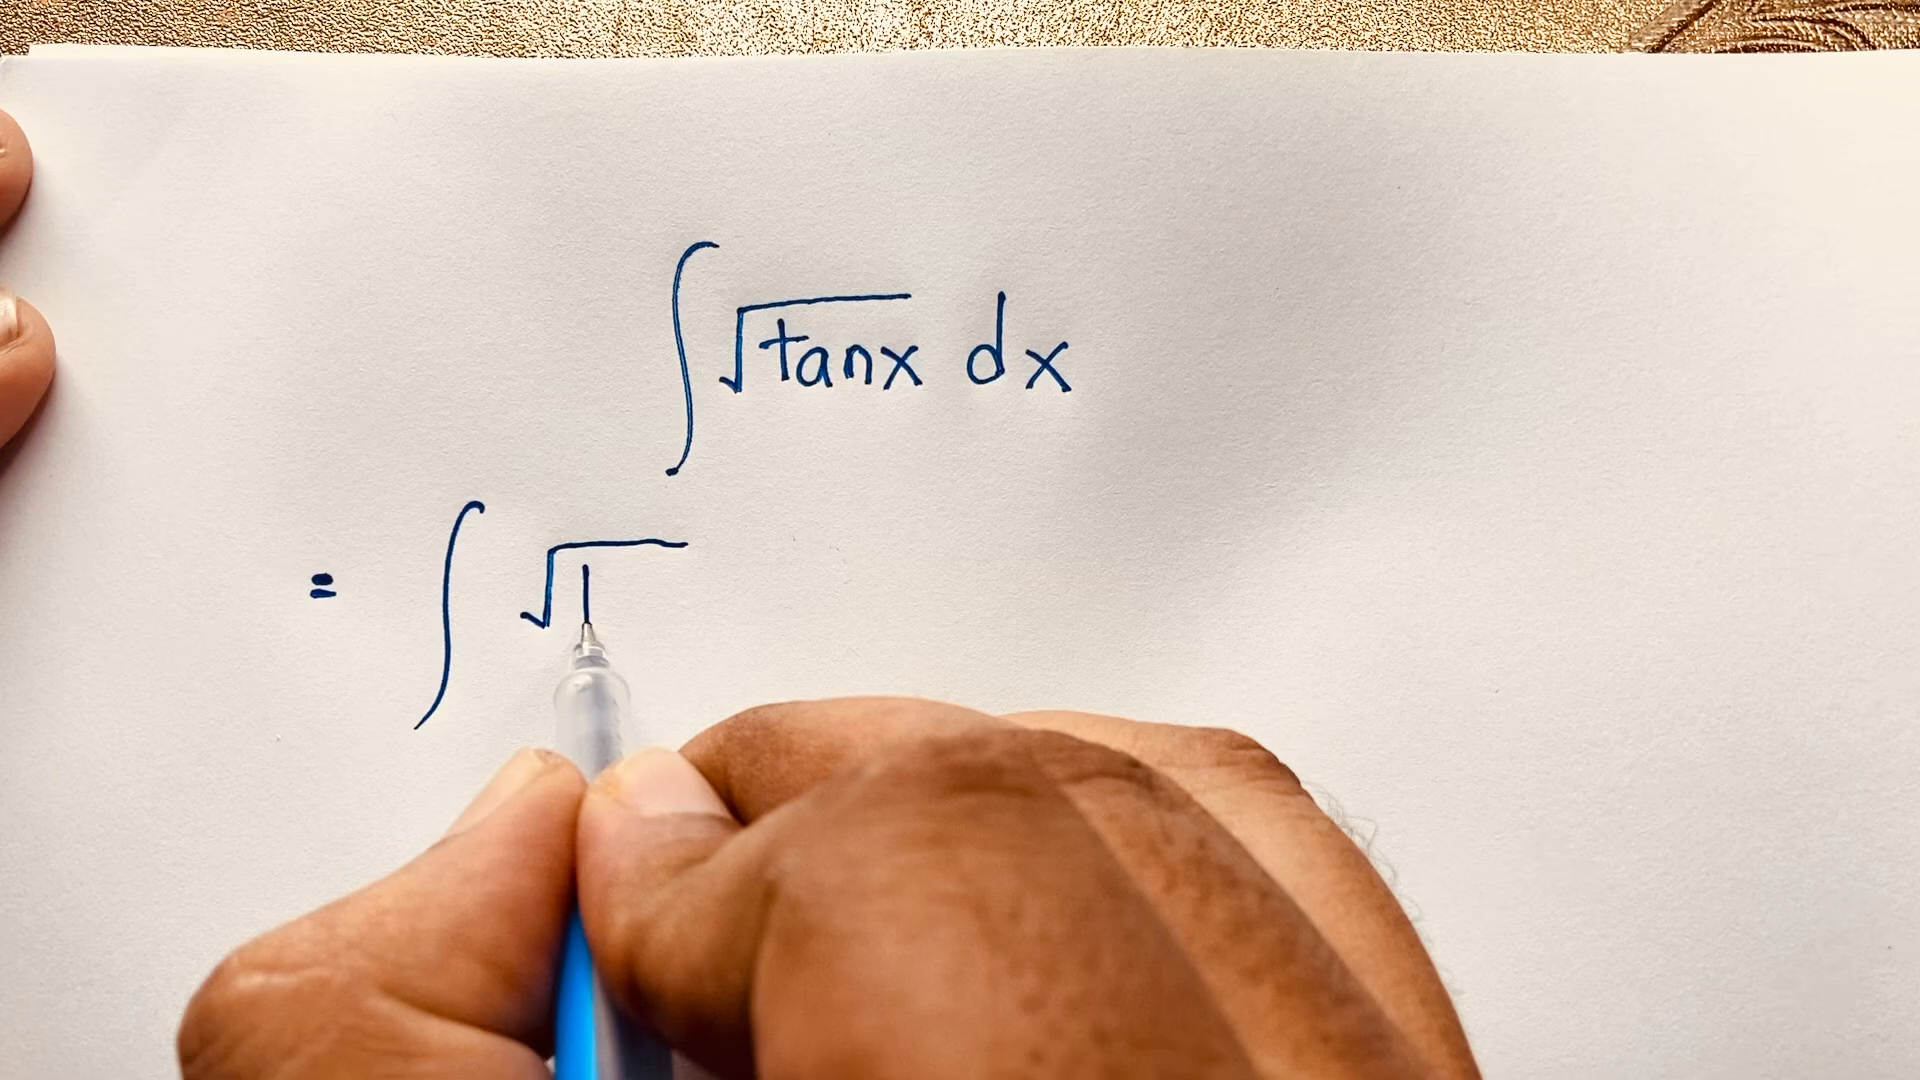 ∫ √tanx dx
= ∫ √